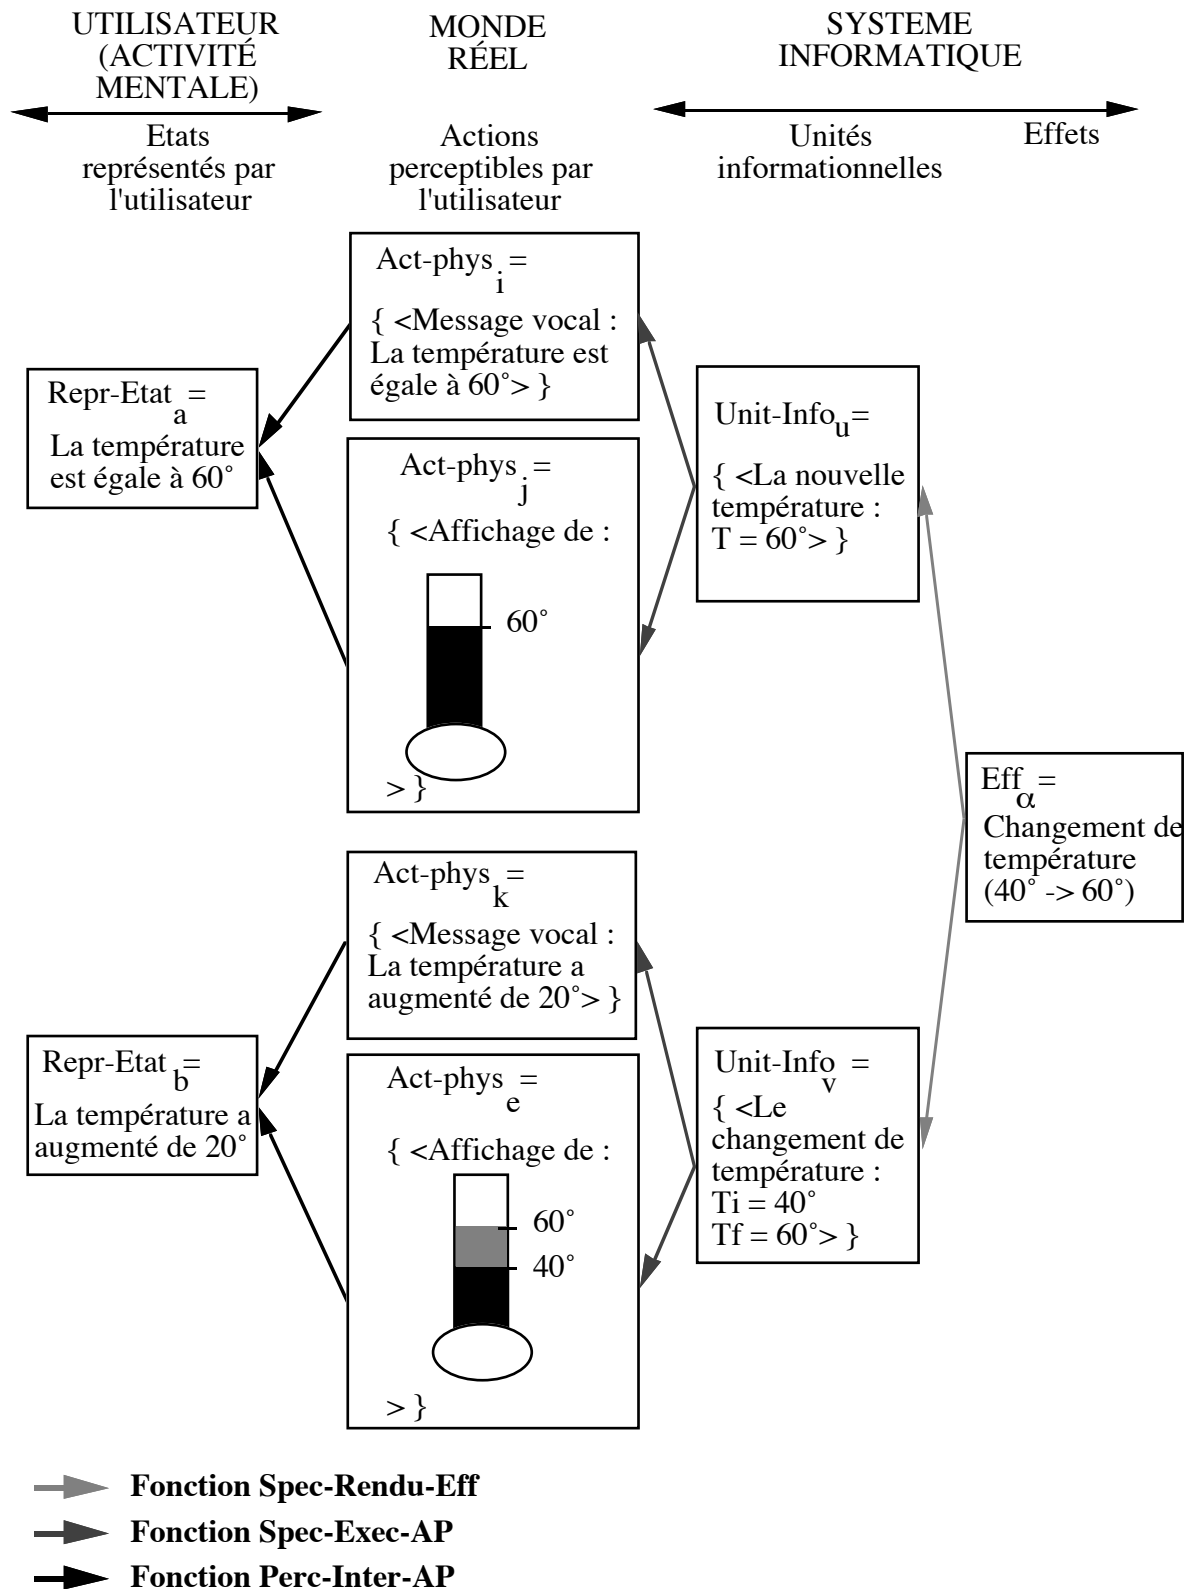 UTILISATEUR
(ACTIVITÉ
MENTALE)
MONDE
RÉEL
SYSTEME
INFORMATIQUE
Etats
représentés par
l'utilisateur
Actions
perceptibles par
l'utilisateur
Unités
informationnelles
Effets
Act-phys i =
{ <Message vocal :
La température est
égale à 60°> }
Repr-Etat a =
La température
est égale à 60°
Act-phys j =
{ <Affichage de :
60°
> }
Unit-Info u =
{ <La nouvelle
température :
T = 60°> }
Eff α =
Changement de
température
(40° -> 60°)
Act-phys k =
{ <Message vocal :
La température a
augmenté de 20°> }
Repr-Etat b =
La température a
augmenté de 20°
Act-phys e =
{ <Affichage de :
60°
40°
> }
Unit-Info v =
{ <Le
changement de
température :
Ti = 40°
Tf = 60°> }
Fonction Spec-Rendu-Eff
Fonction Spec-Exec-AP
Fonction Perc-Inter-AP